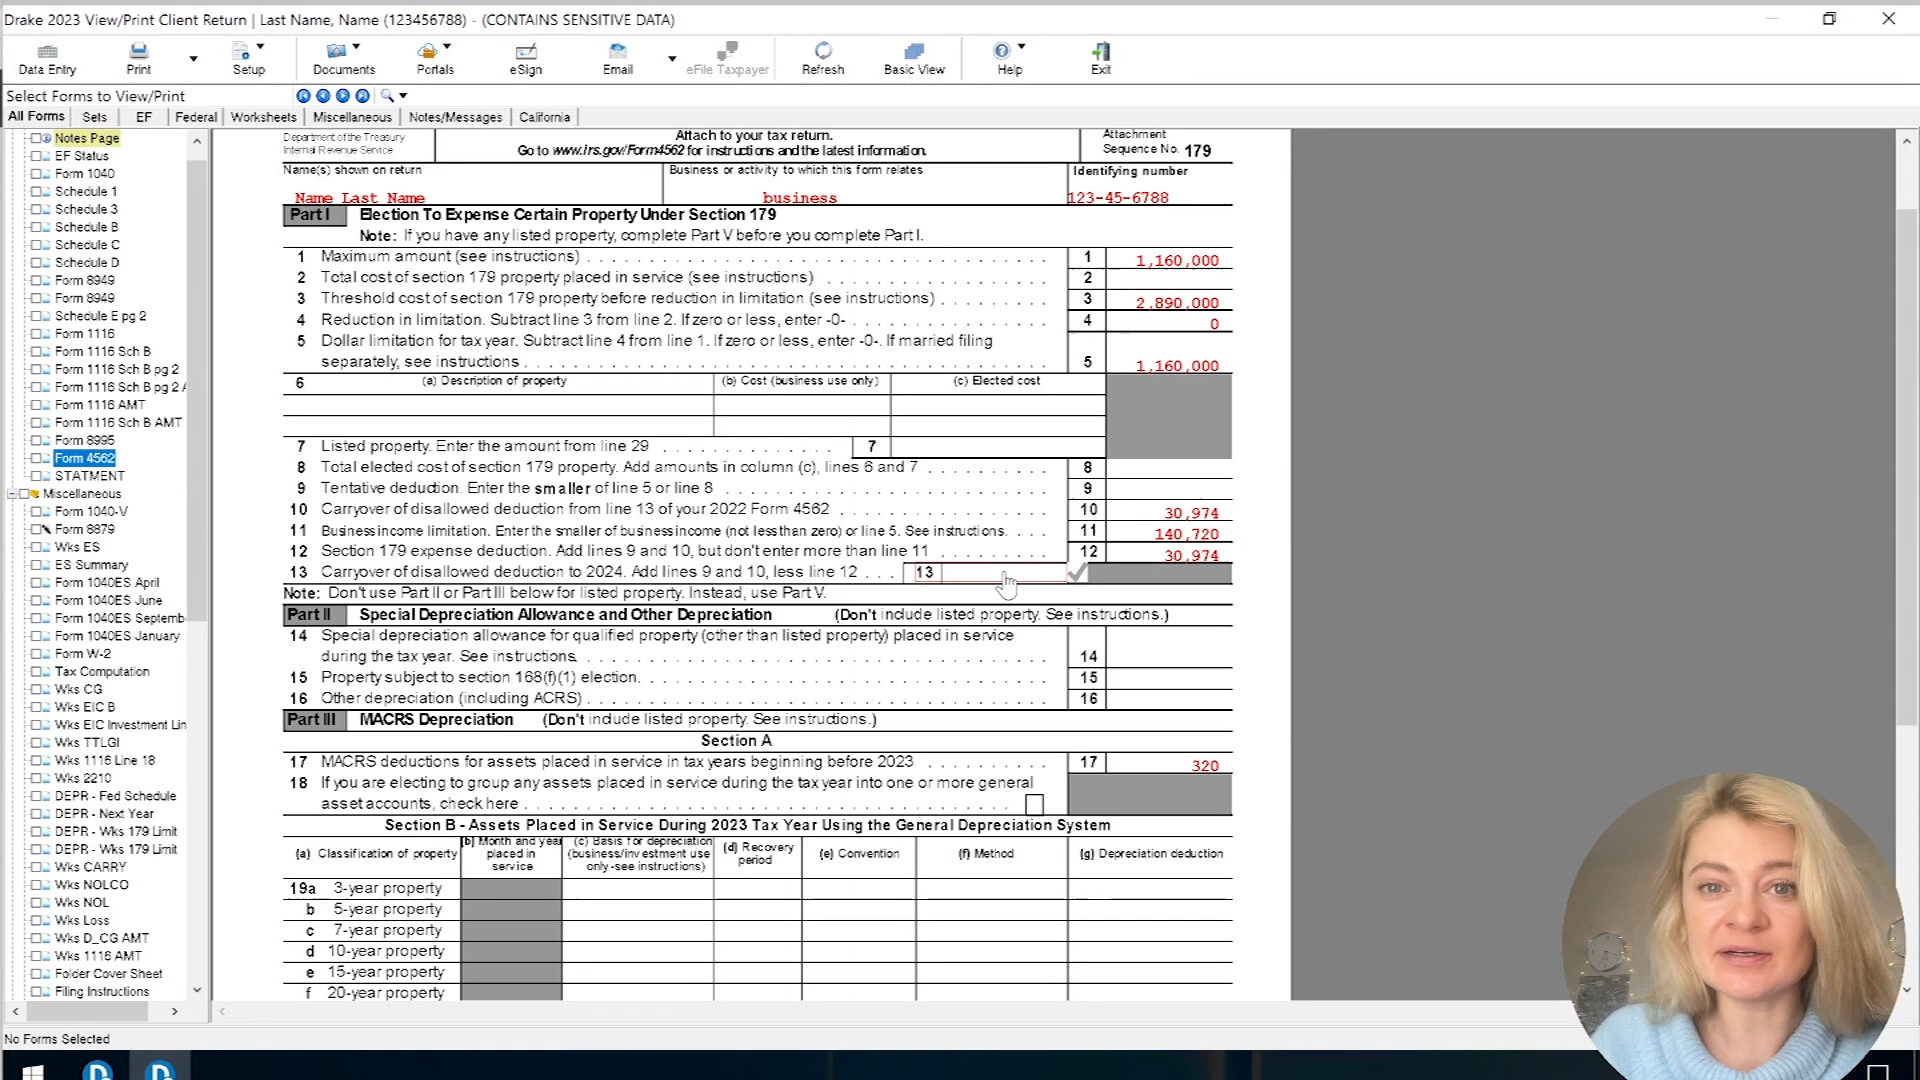 Drake 2023 View/Print Client Return | Last Name, Name (123456788) - (CONTAINS SENSITIVE DATA)
Data Entry
Print
Setup
Documents
Portals
eSign
Email
eFile Taxpayer
Refresh
Basic View
Help
Exit
Select Forms to View/Print
All Forms
Sets
EF
Federal
Worksheets
Miscellaneous
Notes/Messages
California
Notes Page
EF Status
Form 1040
Schedule 1
Schedule 3
Schedule B
Schedule C
Schedule D
Form 8949
Form 8949
Schedule E pg 2
Form 1116
Form 1116 Sch B
Form 1116 Sch B pg 2
Form 1116 Sch B pg 2 A
Form 1116 AMT
Form 1116 Sch B AMT
Form 8995
Form 4562
STATMENT
Miscellaneous
Form 1040-V
Form 8879
Wks ES
ES Summary
Form 1040ES April
Form 1040ES June
Form 1040ES Septemb
Form 1040ES January
Form W-2
Tax Computation
Wks CG
Wks EIC B
Wks EIC Investment Lin
Wks TTLGI
Wks 1116 Line 18
Wks 2210
DEPR - Fed Schedule
DEPR - Next Year
DEPR - Wks 179 Limit
DEPR - Wks 179 Limit
Wks CARRY
Wks NOLCO
Wks NOL
Wks Loss
Wks D_CG AMT
Wks 1116 AMT
Folder Cover Sheet
Filing Instructions
No Forms Selected
Department of the Treasury
Internal Revenue Service
Attach to your tax return.
Go to www.irs.gov/Form4562 for instructions and the latest information.
Attachment
Sequence No. 179
Name(s) shown on return
Business or activity to which this form relates
Identifying number
Name Last Name
business
123-45-6788
Part I Election To Expense Certain Property Under Section 179
Note: If you have any listed property, complete Part V before you complete Part I.
1 Maximum amount (see instructions) 1 1,160,000
2 Total cost of section 179 property placed in service (see instructions) 2
3 Threshold cost of section 179 property before reduction in limitation (see instructions) 3 2,890,000
4 Reduction in limitation. Subtract line 3 from line 2. If zero or less, enter -0- 4 0
5 Dollar limitation for tax year. Subtract line 4 from line 1. If zero or less, enter -0-. If married filing
separately, see instructions 5 1,160,000
6 (a) Description of property (b) Cost (business use only) (c) Elected cost
7 Listed property. Enter the amount from line 29 7
8 Total elected cost of section 179 property. Add amounts in column (c), lines 6 and 7 8
9 Tentative deduction. Enter the smaller of line 5 or line 8 9
10 Carryover of disallowed deduction from line 13 of your 2022 Form 4562 10 30,974
11 Business income limitation. Enter the smaller of business income (not less than zero) or line 5. See instructions. 11 140,720
12 Section 179 expense deduction. Add lines 9 and 10, but don't enter more than line 11 12 30,974
13 Carryover of disallowed deduction to 2024. Add lines 9 and 10, less line 12 13
Note: Don't use Part II or Part III below for listed property. Instead, use Part V.
Part II Special Depreciation Allowance and Other Depreciation (Don't include listed property. See instructions.)
14 Special depreciation allowance for qualified property (other than listed property) placed in service
during the tax year. See instructions. 14
15 Property subject to section 168(f)(1) election. 15
16 Other depreciation (including ACRS) 16
Part III MACRS Depreciation (Don't include listed property. See instructions.)
Section A
17 MACRS deductions for assets placed in service in tax years beginning before 2023 17 320
18 If you are electing to group any assets placed in service during the tax year into one or more general
asset accounts, check here
Section B - Assets Placed in Service During 2023 Tax Year Using the General Depreciation System
(a) Classification of property
(b) Month and year
placed in
service
(c) Basis for depreciation
(business/investment use
only-see instructions)
(d) Recovery
period
(e) Convention
(f) Method
(g) Depreciation deduction
19a 3-year property
b 5-year property
c 7-year property
d 10-year property
e 15-year property
f 20-year property